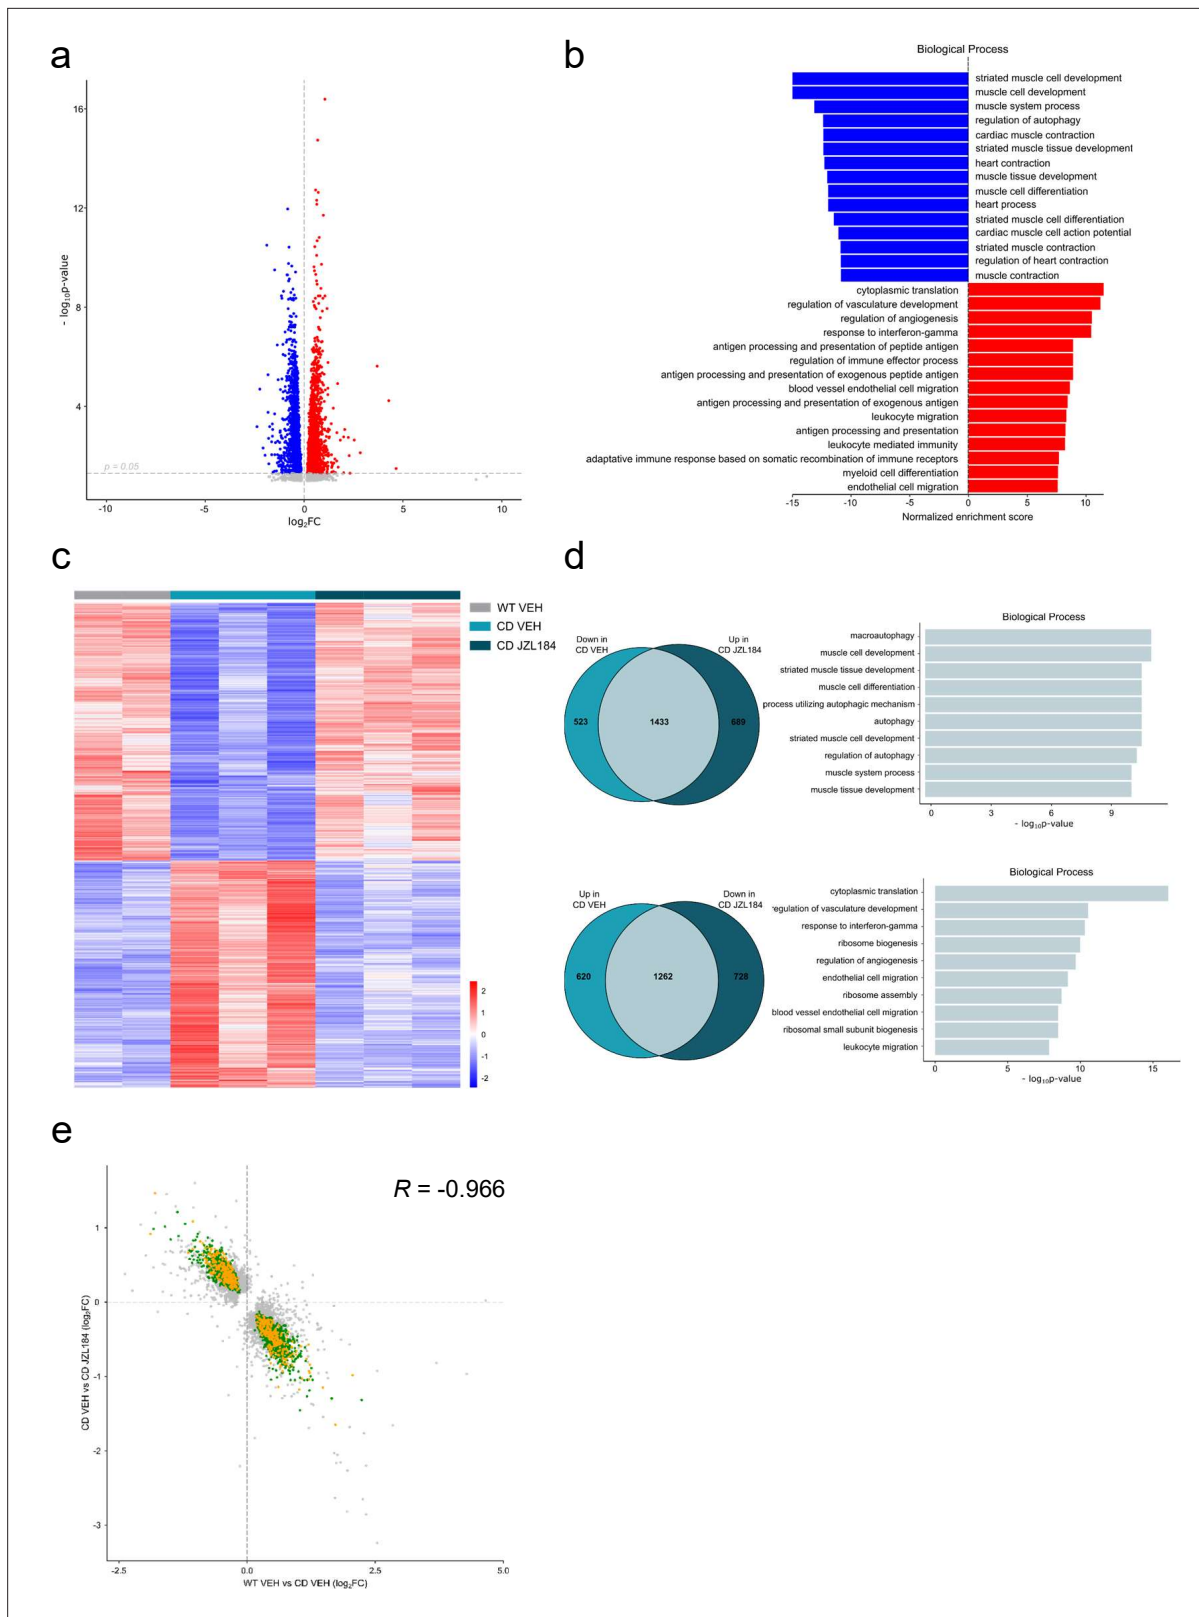 a
16
12
8
4
- log₁₀p-value
p = 0.05
-10
-5
0
5
10
log₂FC
b
Biological Process
striated muscle cell development
muscle cell development
muscle system process
regulation of autophagy
cardiac muscle contraction
striated muscle tissue development
heart contraction
muscle tissue development
muscle cell differentiation
heart process
striated muscle cell differentiation
cardiac muscle cell action potential
striated muscle contraction
regulation of heart contraction
muscle contraction
cytoplasmic translation
regulation of vasculature development
regulation of angiogenesis
response to interferon-gamma
antigen processing and presentation of peptide antigen
regulation of immune effector process
antigen processing and presentation of exogenous peptide antigen
blood vessel endothelial cell migration
antigen processing and presentation of exogenous antigen
leukocyte migration
antigen processing and presentation
leukocyte mediated immunity
adaptative immune response based on somatic recombination of immune receptors
myeloid cell differentiation
endothelial cell migration
-15
-10
-5
0
5
10
Normalized enrichment score
c
WT VEH
CD VEH
CD JZL184
2
1
0
-1
-2
d
Down in
CD VEH
Up in
CD JZL184
523
1433
689
Biological Process
macroautophagy
muscle cell development
striated muscle tissue development
muscle cell differentiation
process utilizing autophagic mechanism
autophagy
striated muscle cell development
regulation of autophagy
muscle system process
muscle tissue development
0
3
6
9
- log₁₀p-value
Up in
CD VEH
Down in
CD JZL184
620
1262
728
Biological Process
cytoplasmic translation
regulation of vasculature development
response to interferon-gamma
ribosome biogenesis
regulation of angiogenesis
endothelial cell migration
ribosome assembly
blood vessel endothelial cell migration
ribosomal small subunit biogenesis
leukocyte migration
0
5
10
15
- log₁₀p-value
e
R = -0.966
1
0
-1
-2
-3
CD VEH vs CD JZL184 (log₂FC)
-2.5
0.0
2.5
5.0
WT VEH vs CD VEH (log₂FC)